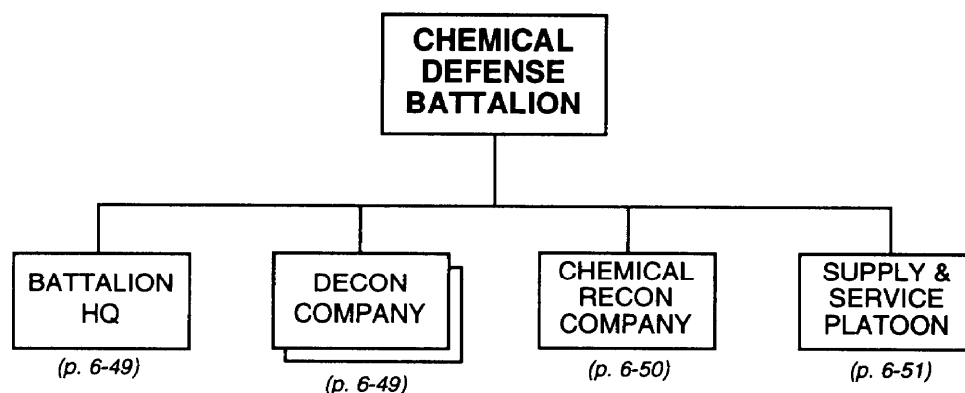 CHEMICAL
DEFENSE
BATTALION
BATTALION
HQ
(p. 6-49)
DECON
COMPANY
(p. 6-49)
CHEMICAL
RECON
COMPANY
(p. 6-50)
SUPPLY &
SERVICE
PLATOON
(p. 6-51)